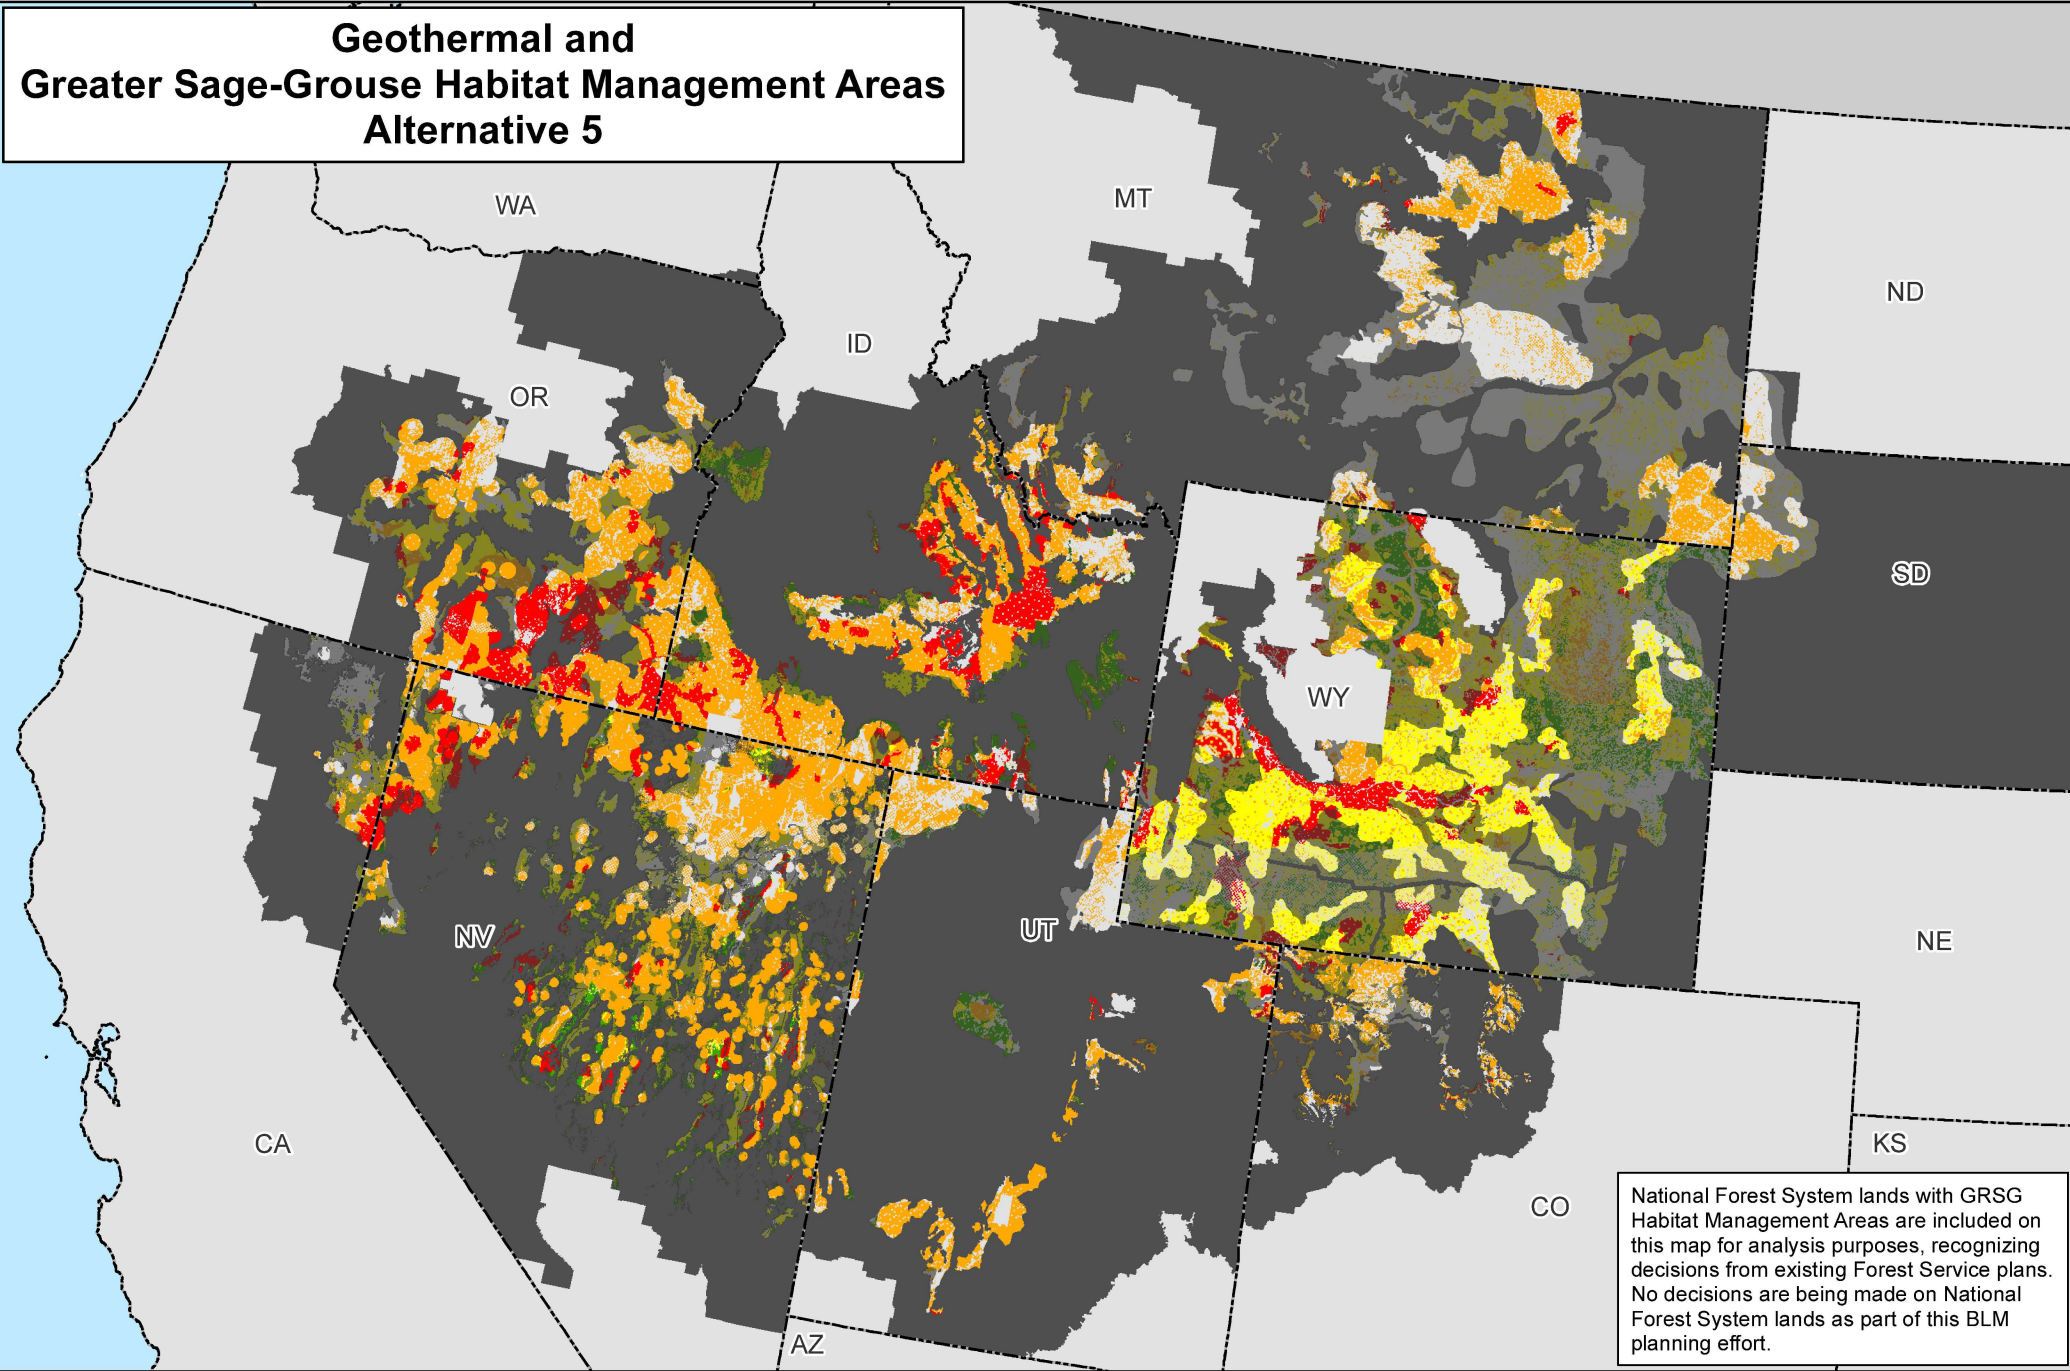 Geothermal and
Greater Sage-Grouse Habitat Management Areas
Alternative 5
WA
MT
ND
ID
OR
SD
WY
NV
UT
NE
CA
KS
CO
AZ
National Forest System lands with GRSG
Habitat Management Areas are included on
this map for analysis purposes, recognizing
decisions from existing Forest Service plans.
No decisions are being made on National
Forest System lands as part of this BLM
planning effort.